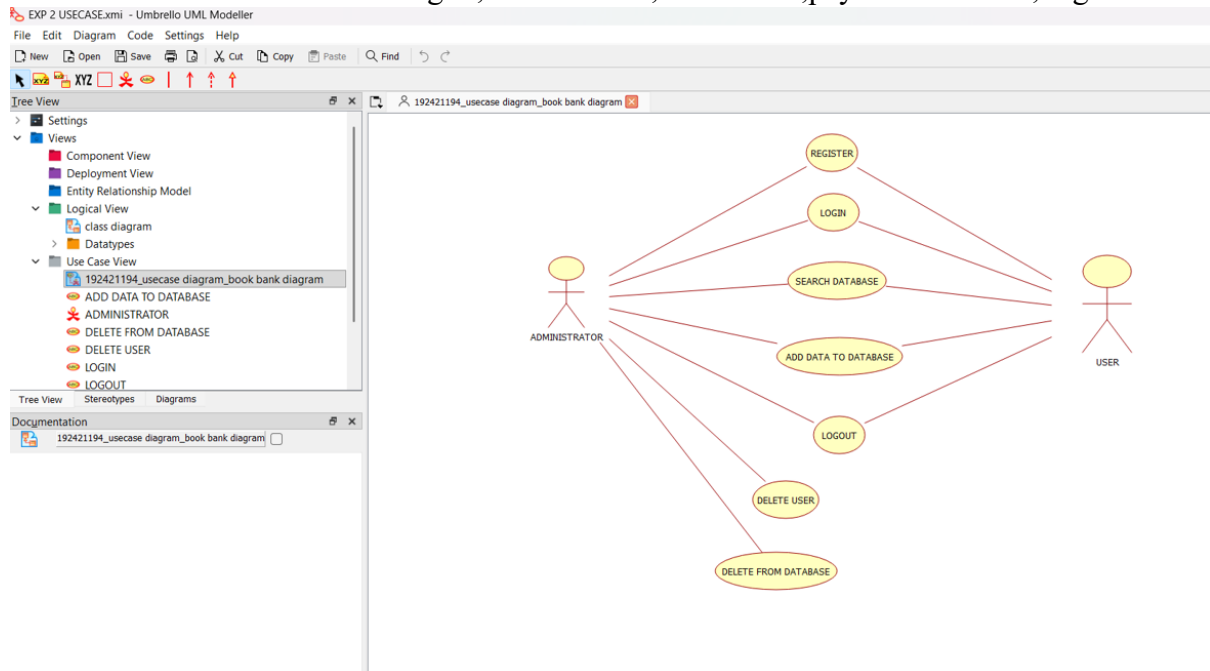 EXP 2 USECASE.xmi - Umbrello UML Modeller
File Edit Diagram Code Settings Help
New Open Save Cut Copy Paste Find
XYZ XYZ
Tree View
192421194_usecase diagram_book bank diagram
Settings
Views
Component View
Deployment View
Entity Relationship Model
Logical View
class diagram
Datatypes
Use Case View
192421194_usecase diagram_book bank diagram
ADD DATA TO DATABASE
ADMINISTRATOR
DELETE FROM DATABASE
DELETE USER
LOGIN
LOGOUT
Tree View Stereotypes Diagrams
Documentation
192421194_usecase diagram_book bank diagram
REGISTER
LOGIN
SEARCH DATABASE
ADMINISTRATOR
ADD DATA TO DATABASE
USER
LOGOUT
DELETE USER
DELETE FROM DATABASE